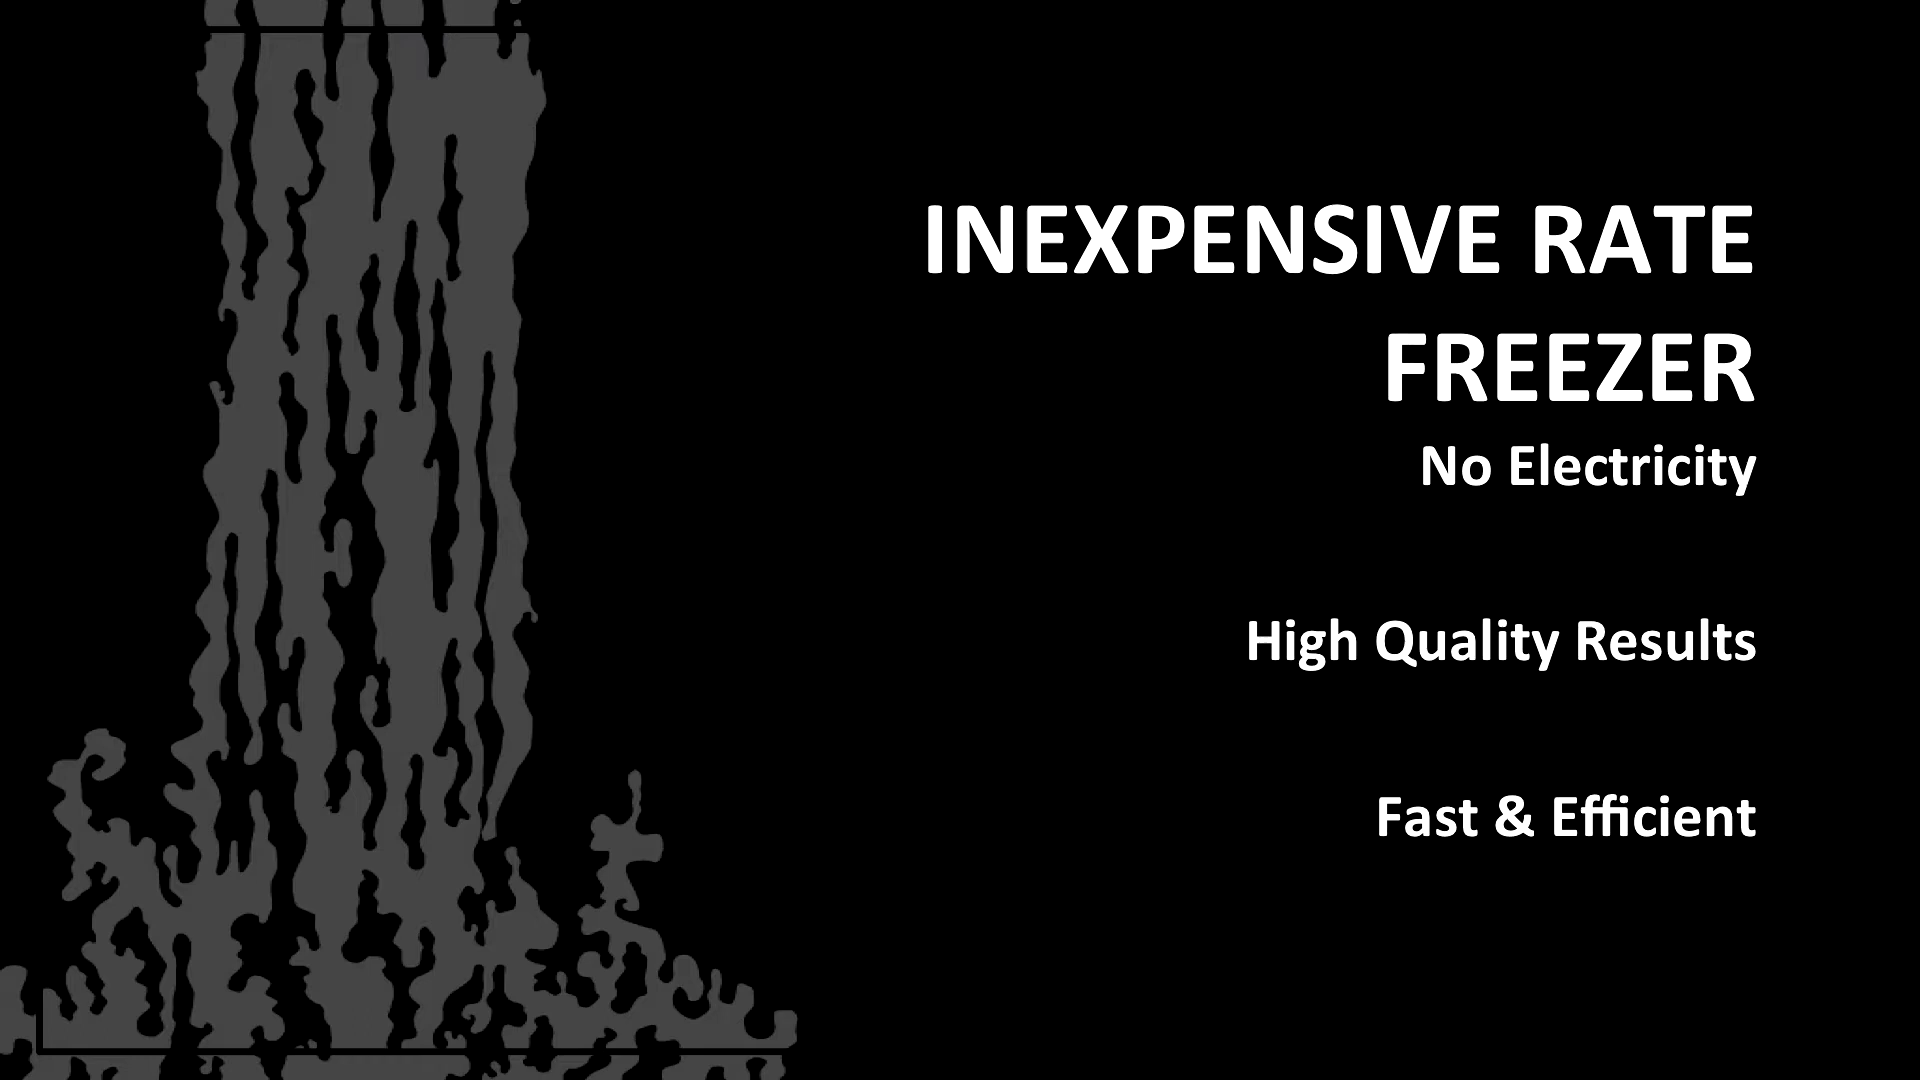 INEXPENSIVE RATE
FREEZER
No Electricity
High Quality Results
Fast & Efficient